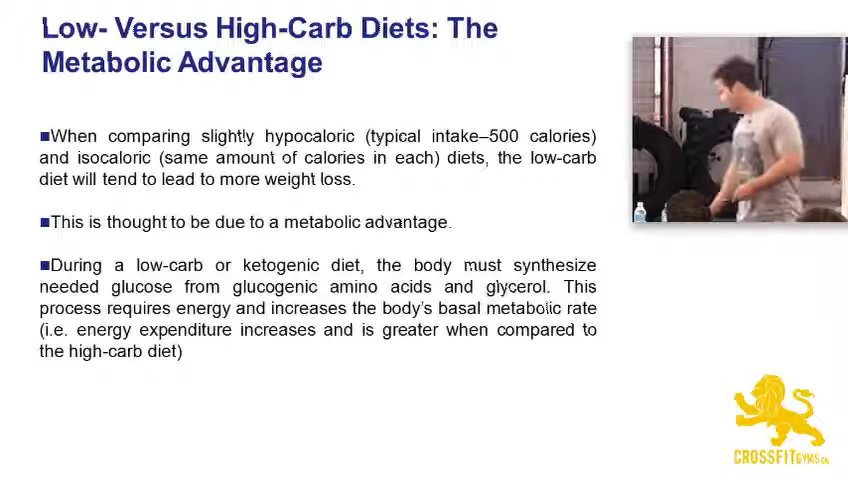 Low- Versus High-Carb Diets: The
Metabolic Advantage
When comparing slightly hypocaloric (typical intake–500 calories)
and isocaloric (same amount of calories in each) diets, the low-carb
diet will tend to lead to more weight loss.
This is thought to be due to a metabolic advantage.
During a low-carb or ketogenic diet, the body must synthesize
needed glucose from glucogenic amino acids and glycerol. This
process requires energy and increases the body's basal metabolic rate
(i.e. energy expenditure increases and is greater when compared to
the high-carb diet)
CROSSFITGYMS.CA